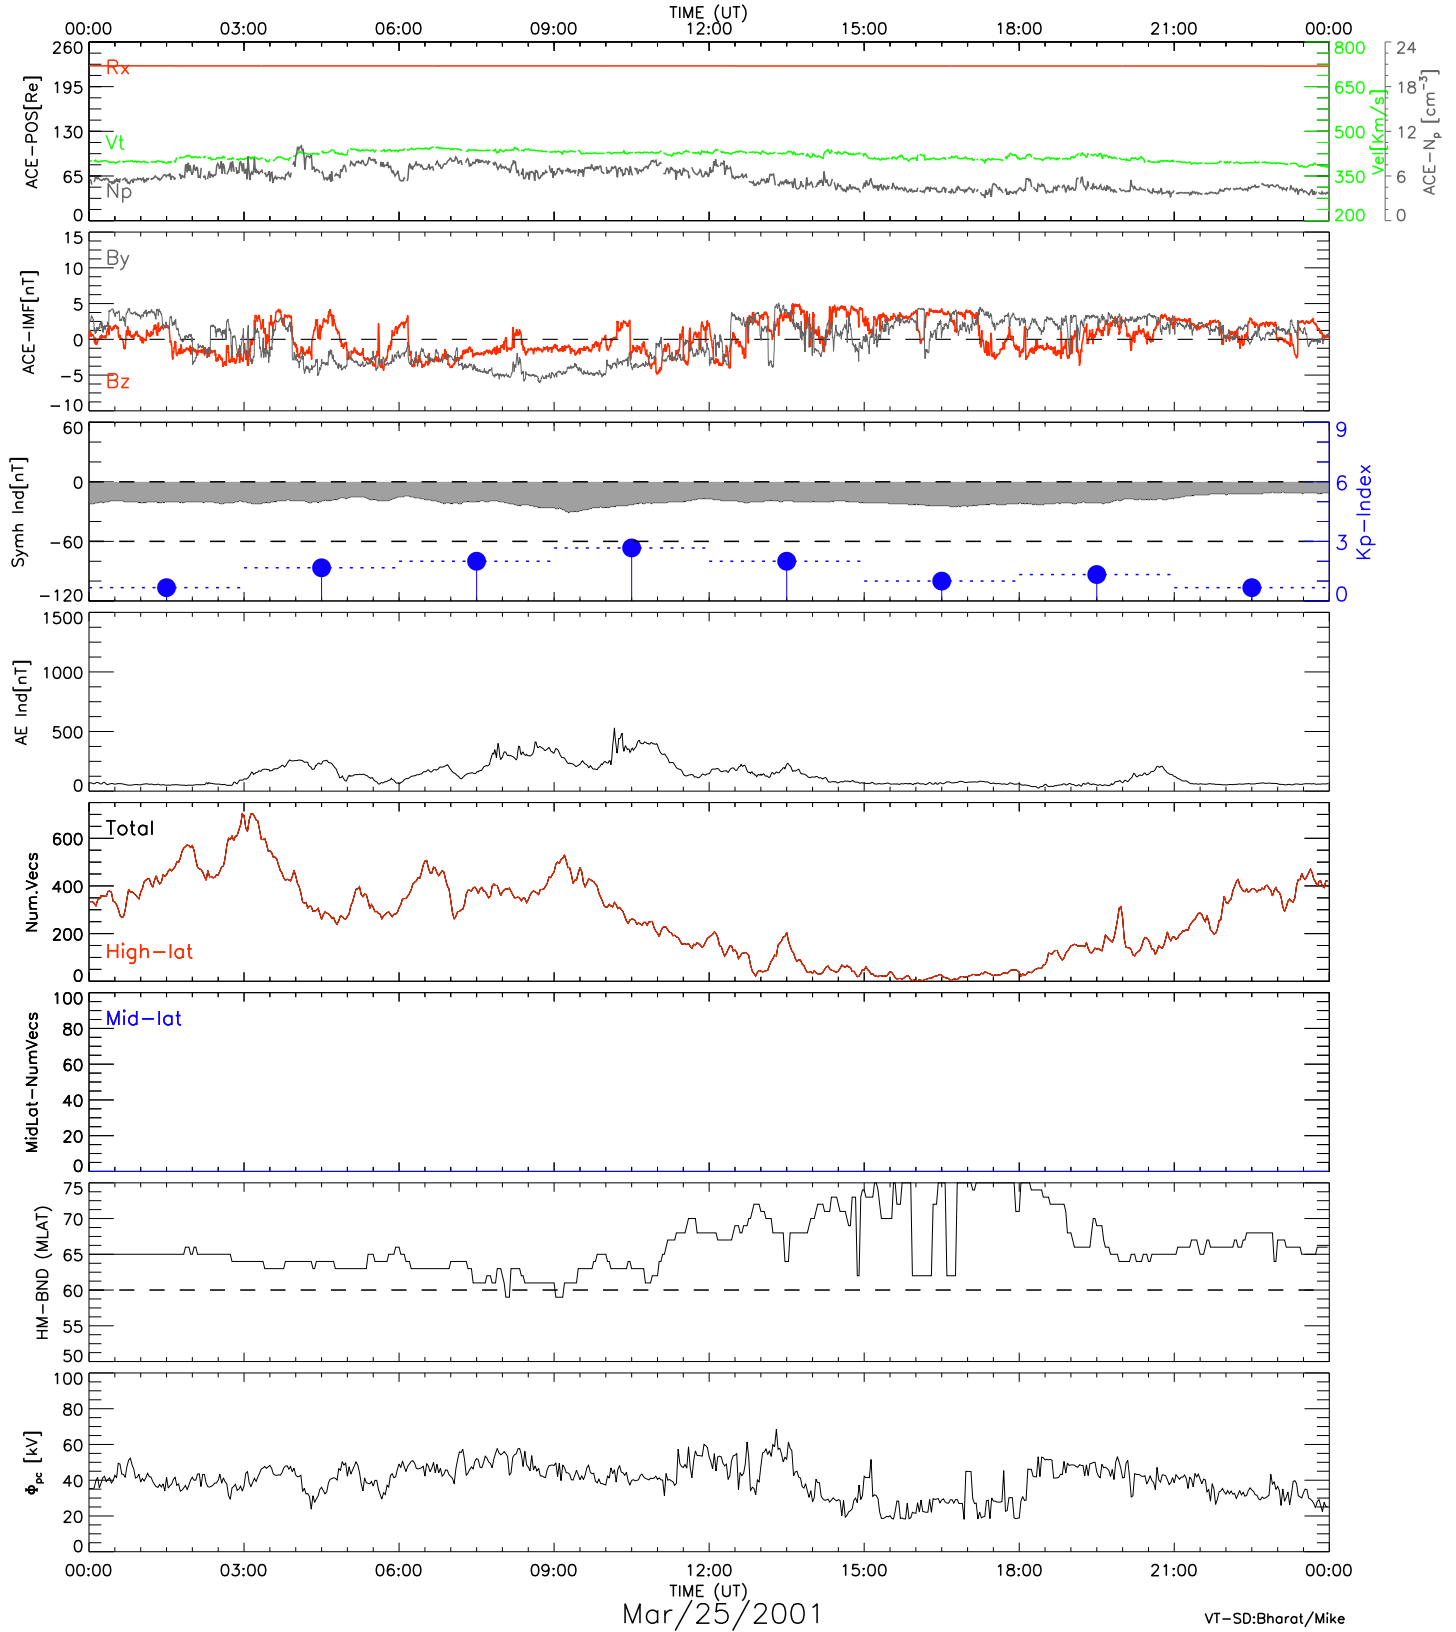 TIME (UT)
00:00 03:00 06:00 09:00 12:00 15:00 18:00 21:00 00:00
ACE-POS[Re]
260
195
130
65
0
Rx
Vt
Np
800
650
500
350
200
Vel[Km/s]
24
18
12
6
0
ACE-Np [cm-3]
ACE-IMF[nT]
15
10
5
0
-5
-10
By
Bz
Symh Ind[nT]
60
0
-60
-120
9
6
3
0
Kp-Index
AE Ind[nT]
1500
1000
500
0
Num.Vecs
600
400
200
0
Total
High-lat
MidLat-NumVecs
100
80
60
40
20
0
Mid-lat
HM-BND (MLAT)
75
70
65
60
55
50
Φpc [kV]
100
80
60
40
20
0
00:00 03:00 06:00 09:00 12:00 15:00 18:00 21:00 00:00
TIME (UT)
Mar/25/2001
VT-SD:Bharat/Mike